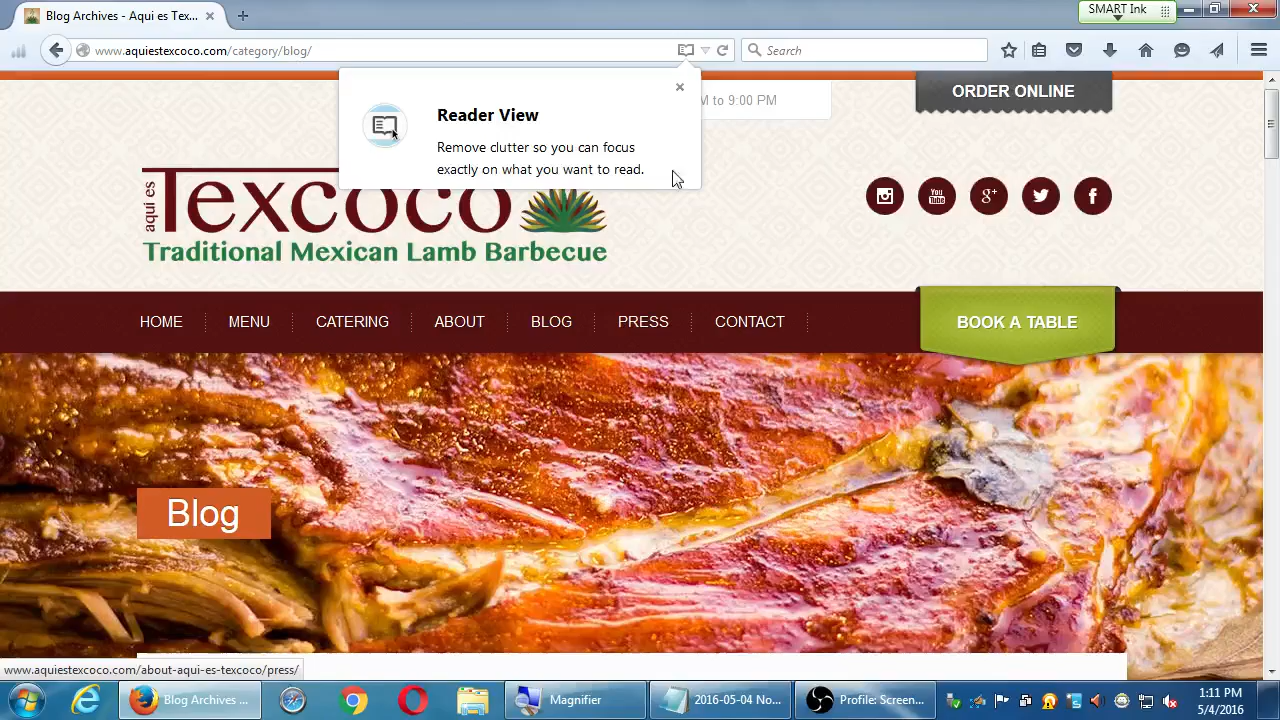 Blog Archives - Aqui es Tex...
SMART Ink
www.aquiestexcoco.com/category/blog/
Search
M to 9:00 PM
ORDER ONLINE
Reader View
Remove clutter so you can focus
exactly on what you want to read.
aqui es
Texcoco
Traditional Mexican Lamb Barbecue
You
Tube
g+
f
HOME
MENU
CATERING
ABOUT
BLOG
PRESS
CONTACT
BOOK A TABLE
Blog
www.aquiestexcoco.com/about-aqui-es-texcoco/press/
Blog Archives ...
Magnifier
2016-05-04 No...
Profile: Screen...
1:11 PM
5/4/2016